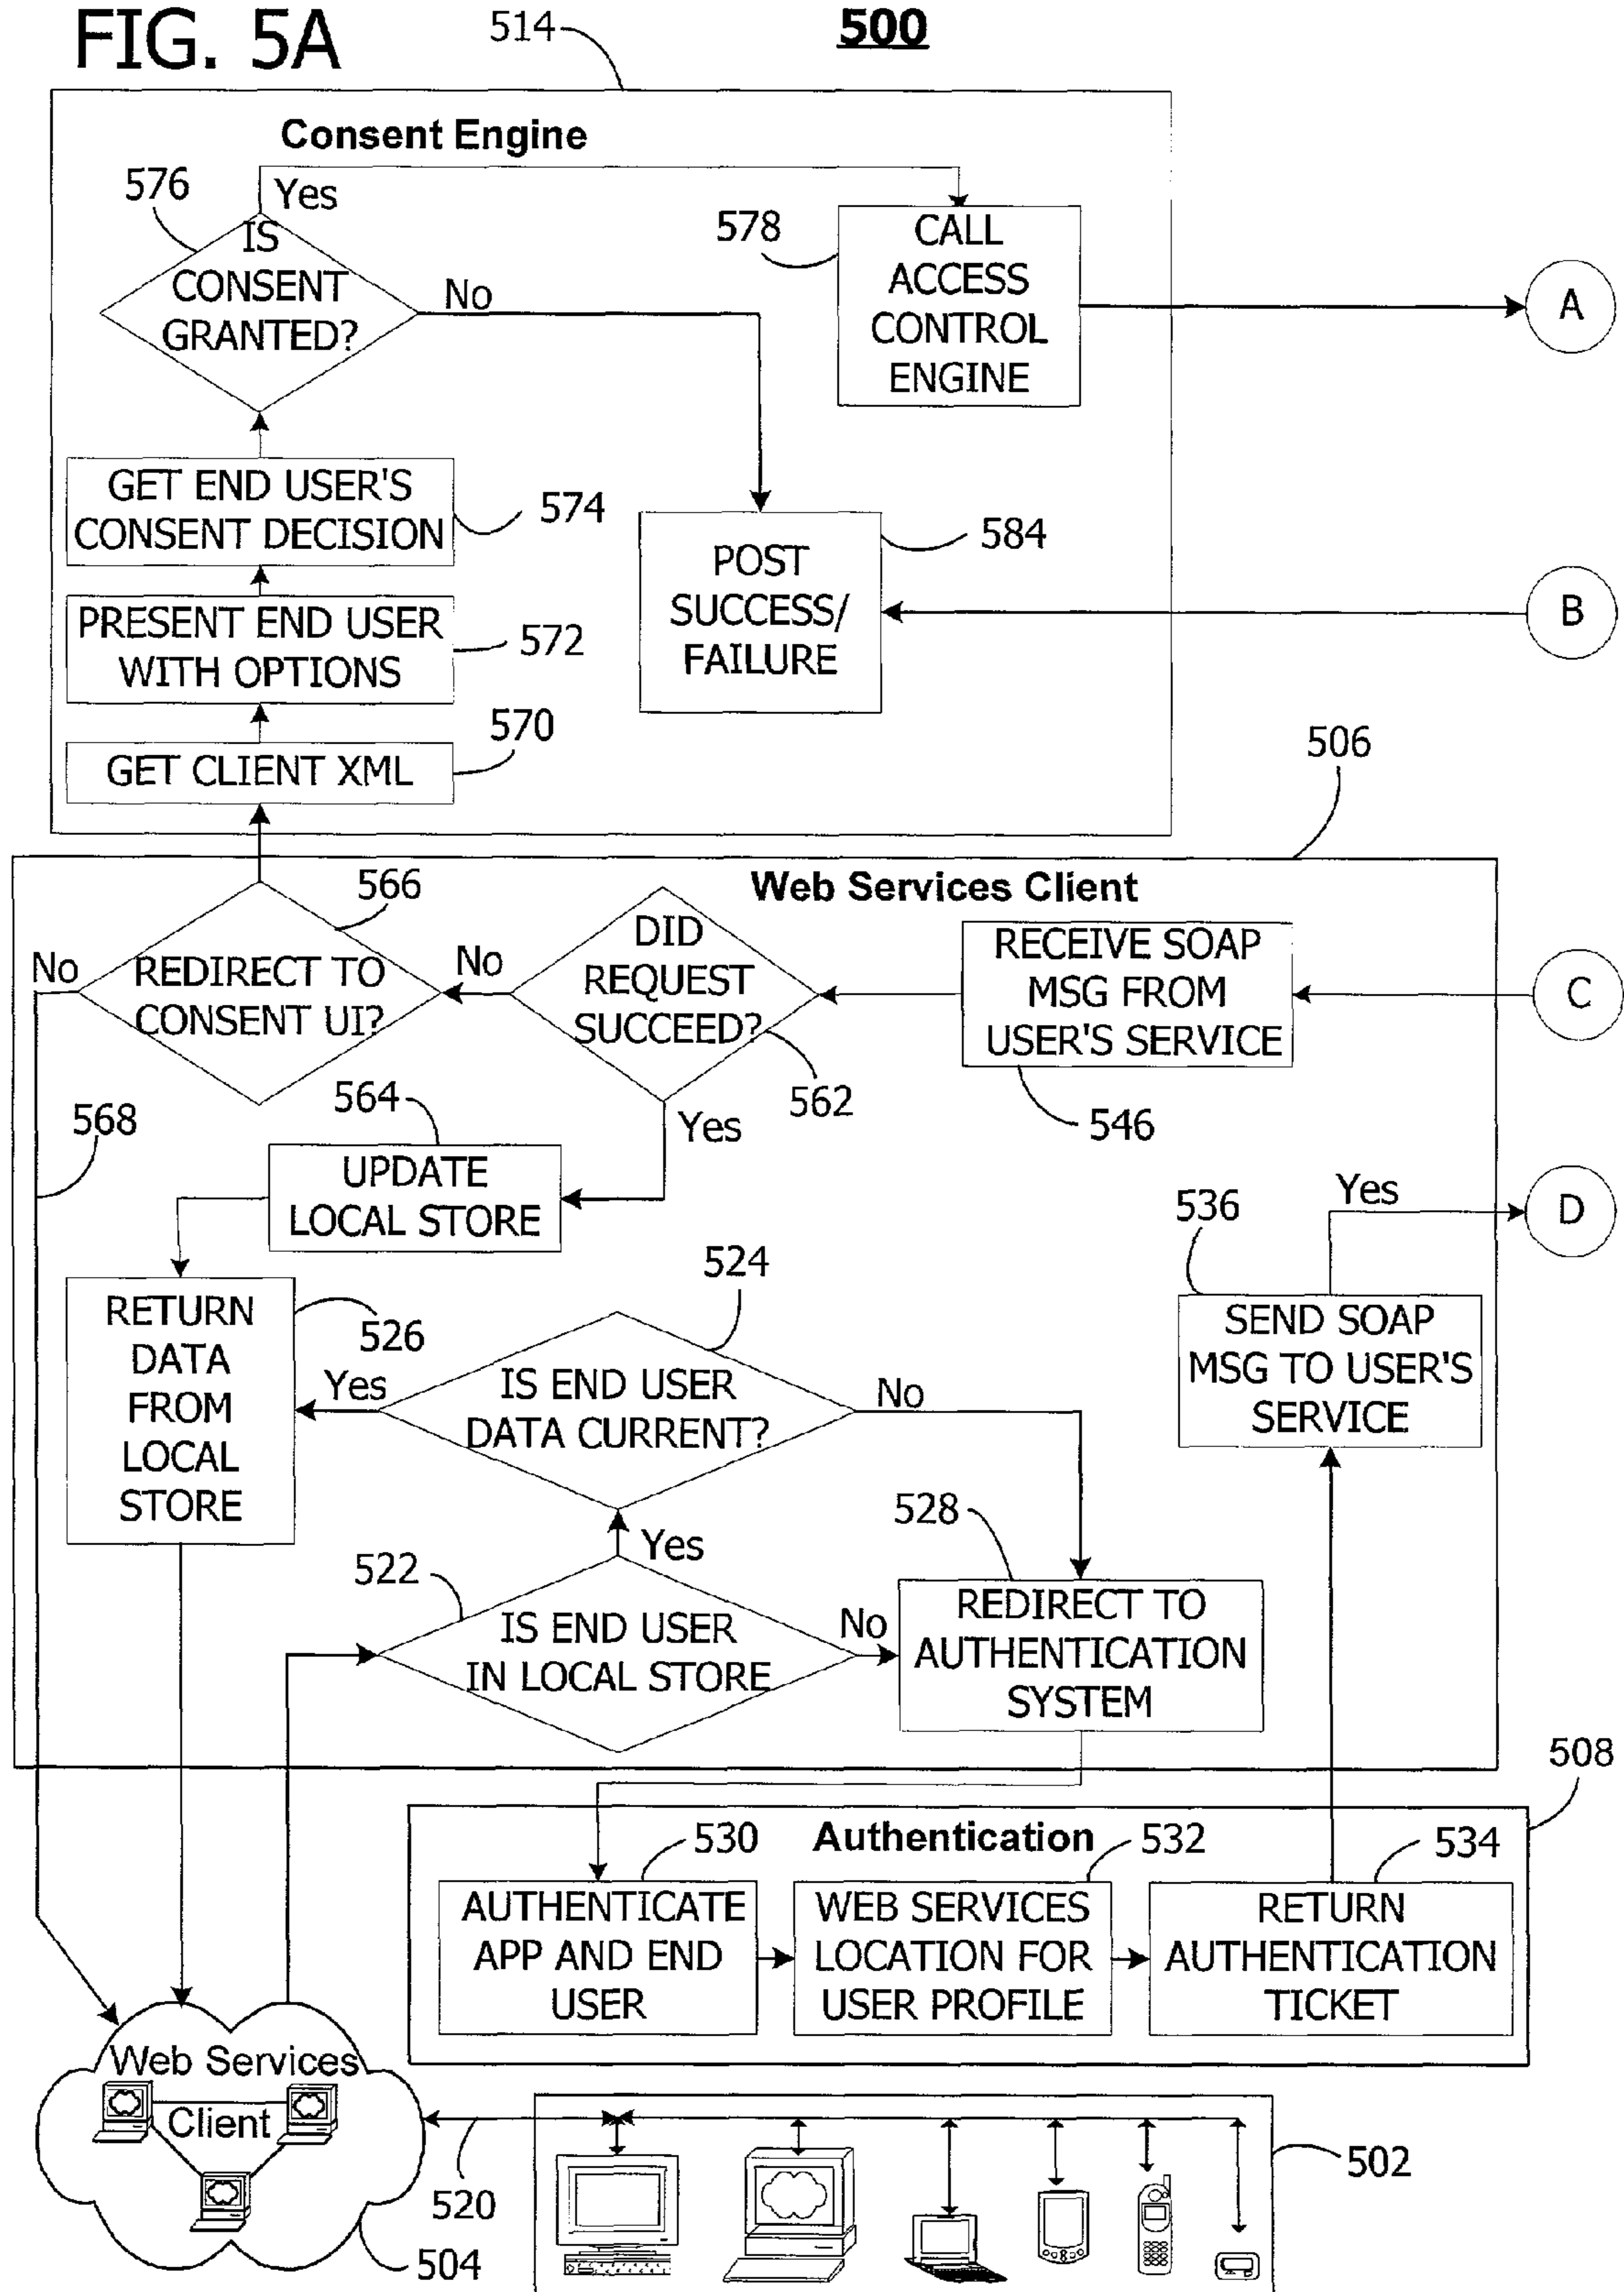 FIG. 5A
514
500
Consent Engine
576
Yes
IS
CONSENT
GRANTED?
No
578
CALL
ACCESS
CONTROL
ENGINE
A
GET END USER'S
CONSENT DECISION
574
POST
SUCCESS/
FAILURE
584
B
PRESENT END USER
WITH OPTIONS
572
570
GET CLIENT XML
506
Web Services Client
566
No
REDIRECT TO
CONSENT UI?
No
DID
REQUEST
SUCCEED?
562
RECEIVE SOAP
MSG FROM
USER'S SERVICE
546
C
568
564
Yes
UPDATE
LOCAL STORE
536
Yes
D
524
RETURN
DATA
FROM
LOCAL
STORE
526
Yes
IS END USER
DATA CURRENT?
No
SEND SOAP
MSG TO USER'S
SERVICE
528
522
Yes
IS END USER
IN LOCAL STORE
No
REDIRECT TO
AUTHENTICATION
SYSTEM
508
530
Authentication
532
534
AUTHENTICATE
APP AND END
USER
WEB SERVICES
LOCATION FOR
USER PROFILE
RETURN
AUTHENTICATION
TICKET
Web Services
Client
520
504
502